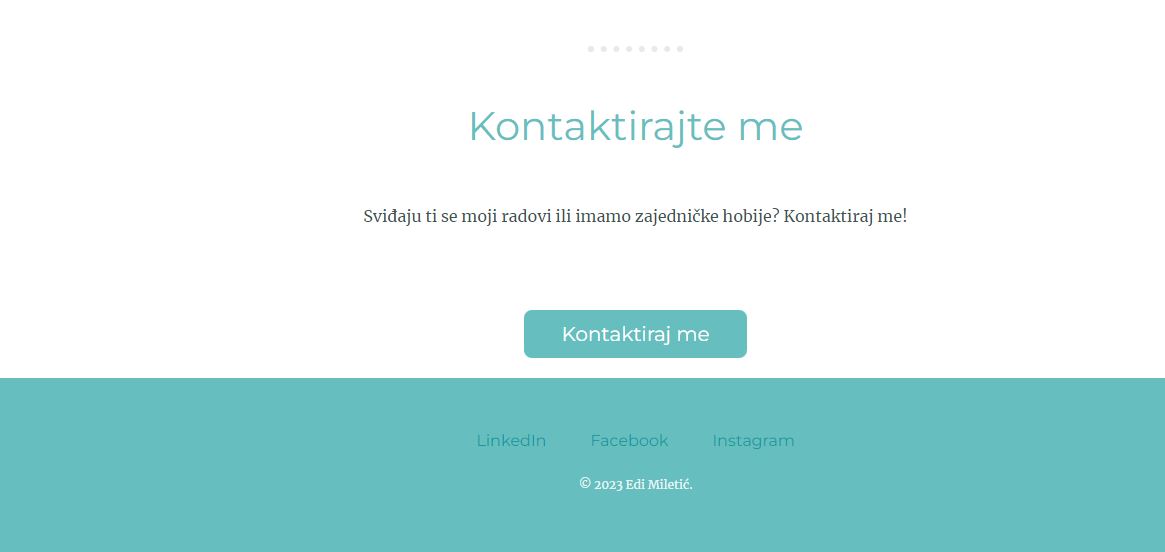 Kontaktirajte me
Sviđaju ti se moji radovi ili imamo zajedničke hobije? Kontaktiraj me!
Kontaktiraj me
LinkedIn Facebook Instagram
© 2023 Edi Miletić.